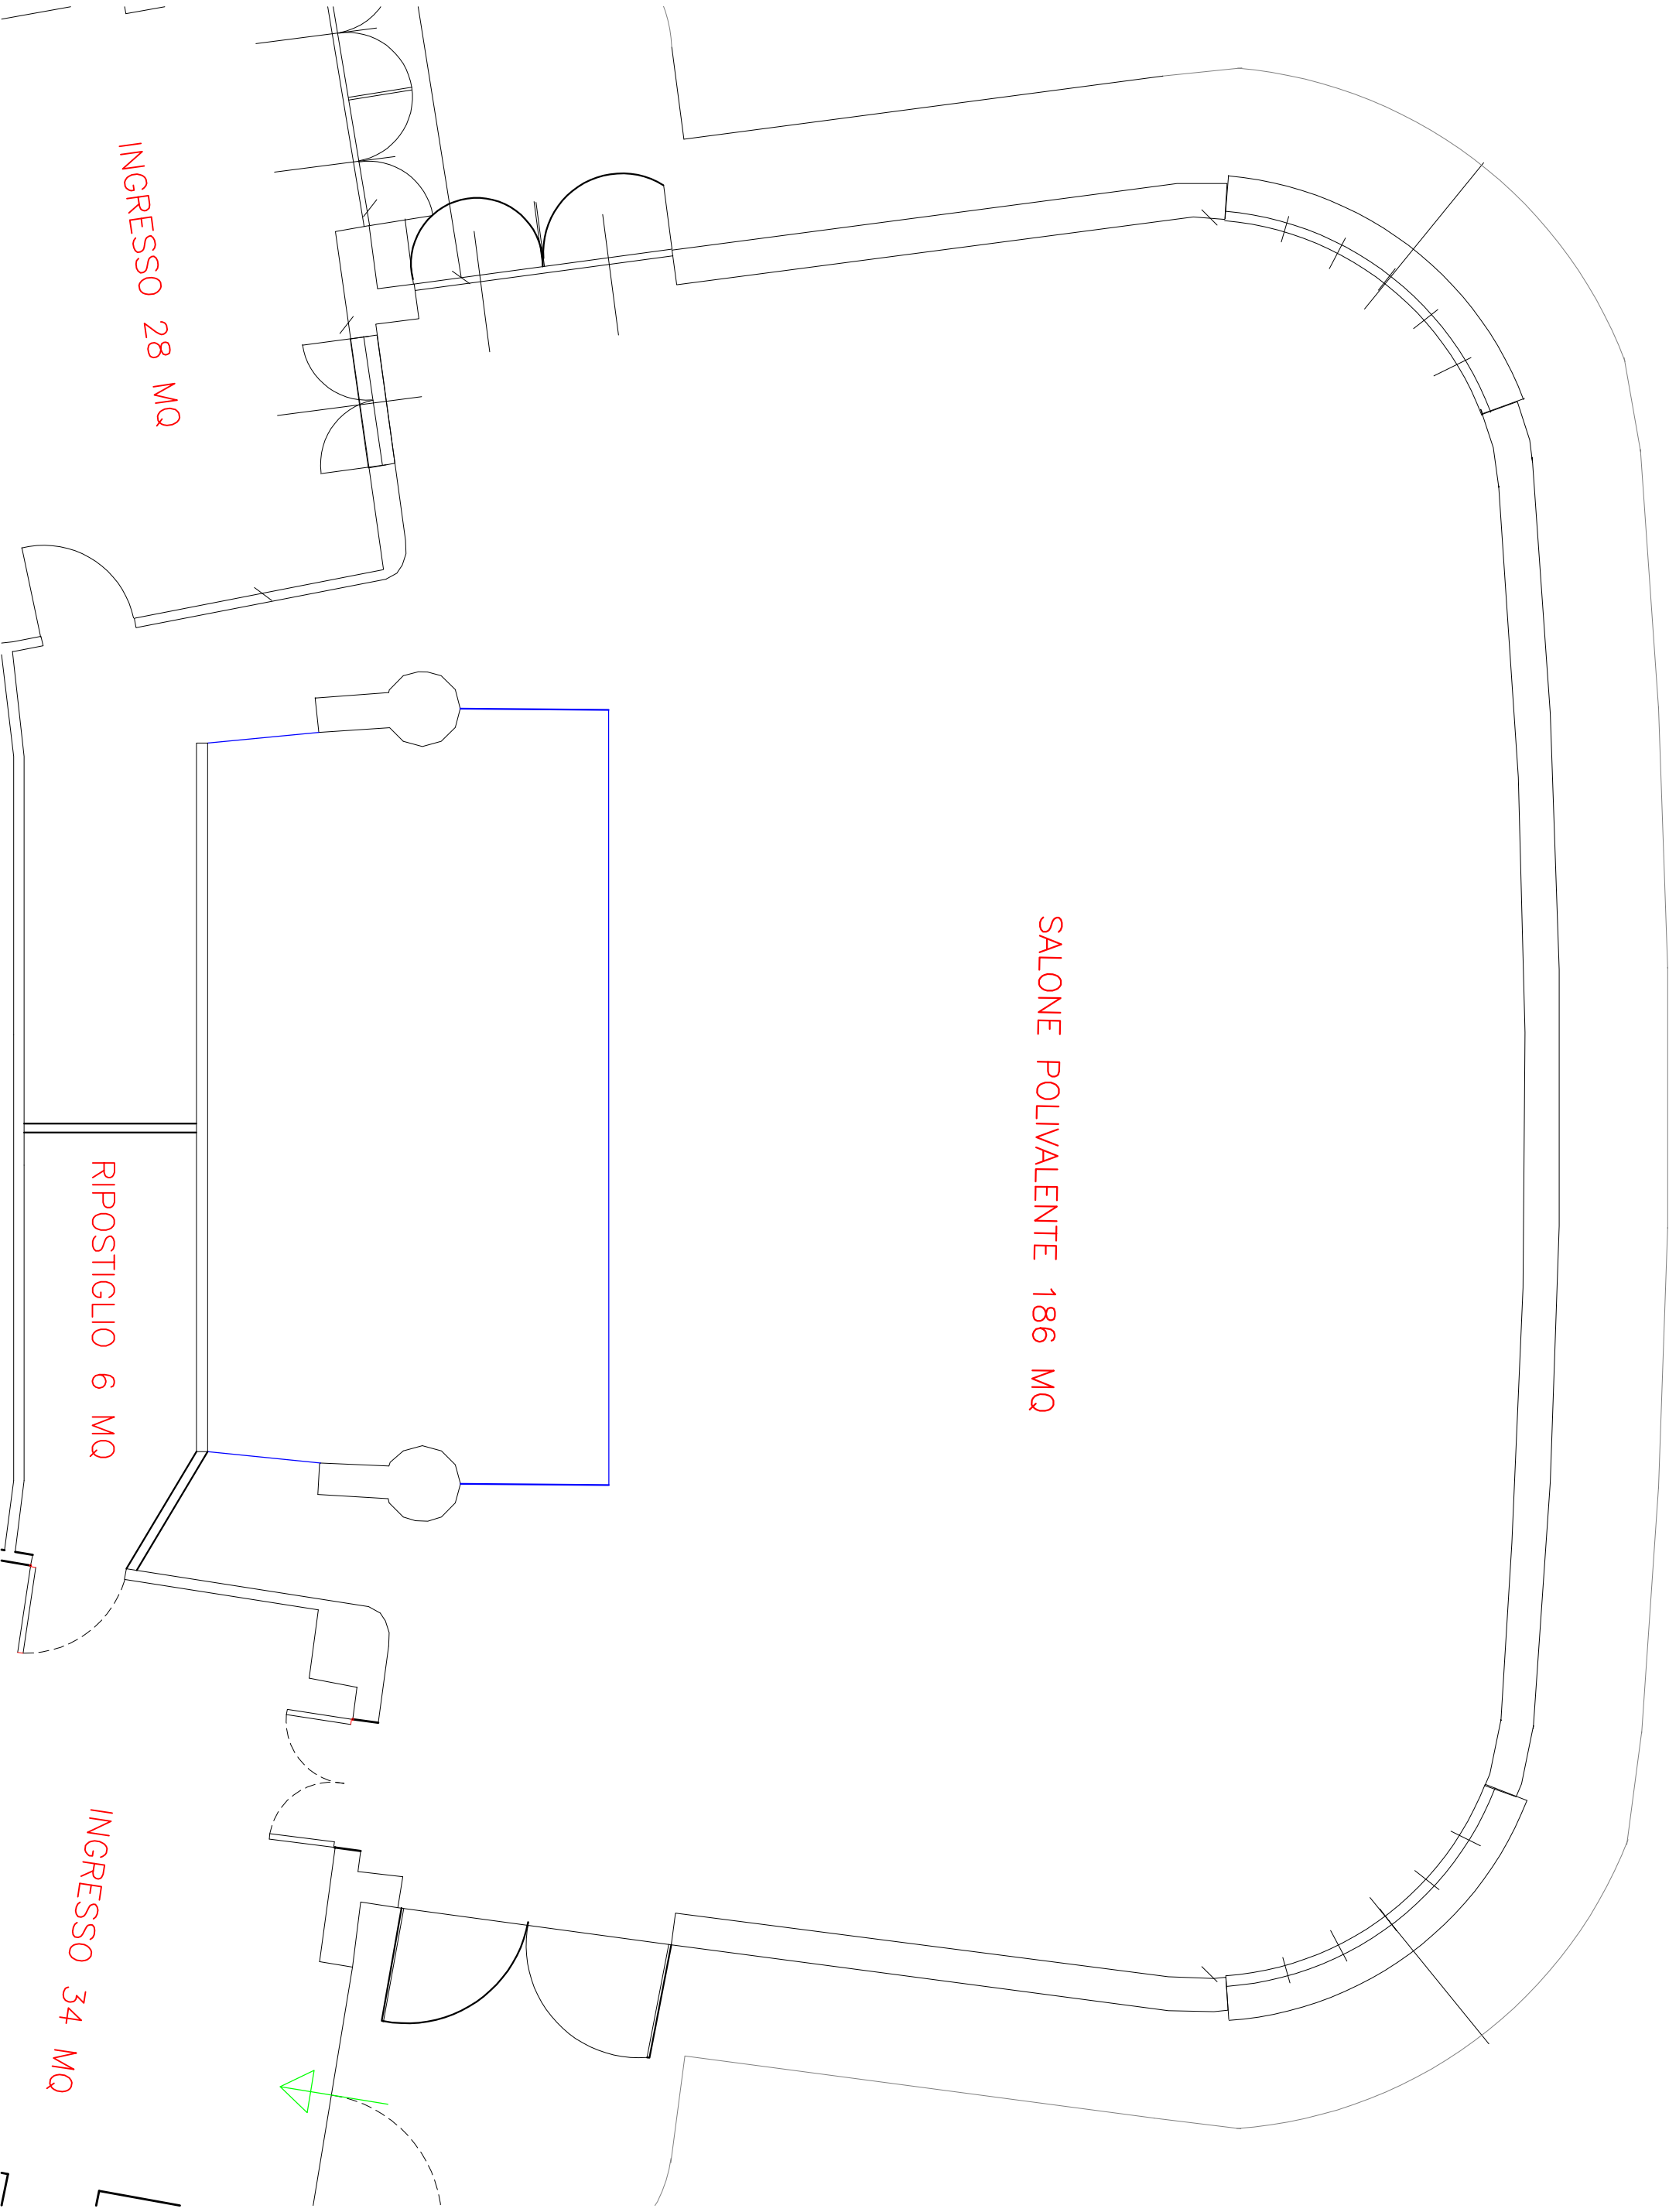 INGRESSO 28 MQ
SALONE POLIVALENTE 186 MQ
RIPOSTIGLIO 6 MQ
INGRESSO 34 MQ